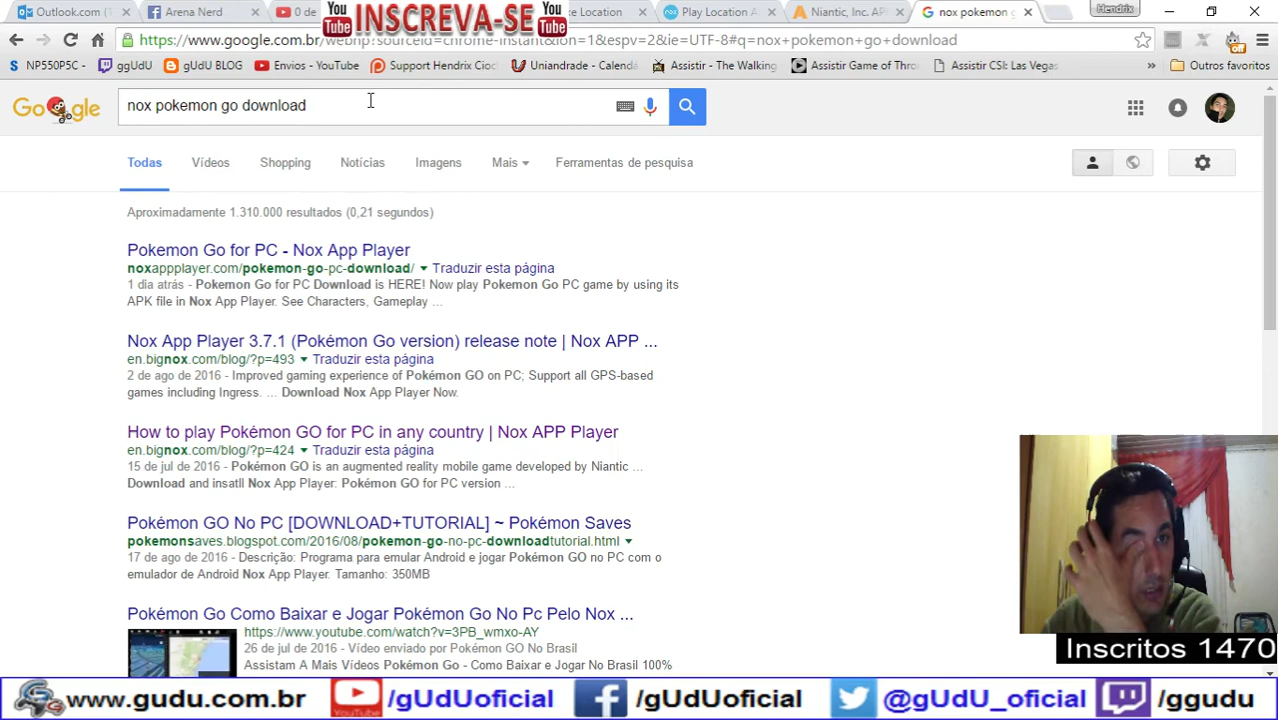 Outlook.com (1
Arena Nerd
0 de
You Tube INSCREVA-SE You Tube
e Location
Play Location A
Niantic, Inc. AP
nox pokemon
Hendrix
https://www.google.com.br/webhp?sourceid=chrome-instant&ion=1&espv=2&ie=UTF-8#q=nox+pokemon+go+download
off
NP550P5C -
ggUdU
gUdU BLOG
Envios - YouTube
Support Hendrix Cioc
Uniandrade - Calend
Assistir - The Walking
Assistir Game of Thro
Assistir CSI: Las Vegas
Outros favoritos
Google
nox pokemon go download
Todas
Vídeos
Shopping
Notícias
Imagens
Mais
Ferramentas de pesquisa
Aproximadamente 1.310.000 resultados (0,21 segundos)
Pokemon Go for PC - Nox App Player
noxappplayer.com/pokemon-go-pc-download/ Traduzir esta página
1 dia atrás - Pokemon Go for PC Download is HERE! Now play Pokemon Go PC game by using its
APK file in Nox App Player. See Characters, Gameplay ...
Nox App Player 3.7.1 (Pokémon Go version) release note | Nox APP ...
en.bignox.com/blog/?p=493 Traduzir esta página
2 de ago de 2016 - Improved gaming experience of Pokémon GO on PC; Support all GPS-based
games including Ingress. ... Download Nox App Player Now.
How to play Pokémon GO for PC in any country | Nox APP Player
en.bignox.com/blog/?p=424 Traduzir esta página
15 de jul de 2016 - Pokémon GO is an augmented reality mobile game developed by Niantic ...
Download and insatll Nox App Player: Pokémon GO for PC version ...
Pokémon GO No PC [DOWNLOAD+TUTORIAL] ~ Pokémon Saves
pokemonsaves.blogspot.com/2016/08/pokemon-go-no-pc-downloadtutorial.html
17 de ago de 2016 - Descrição: Programa para emular Android e jogar Pokémon GO no PC com o
emulador de Android Nox App Player. Tamanho: 350MB
Pokémon Go Como Baixar e Jogar Pokémon Go No Pc Pelo Nox ...
https://www.youtube.com/watch?v=3PB_wmxo-AY
26 de jul de 2016 - Vídeo enviado por Pokémon GO No Brasil
Assistam A Mais Vídeos Pokémon Go - Como Baixar e Jogar No Brasil 100%
Inscritos 1470
www.gudu.com.br
YouTube
/gUdUoficial
/gUdUoficial
@gUdU_oficial
/ggudu